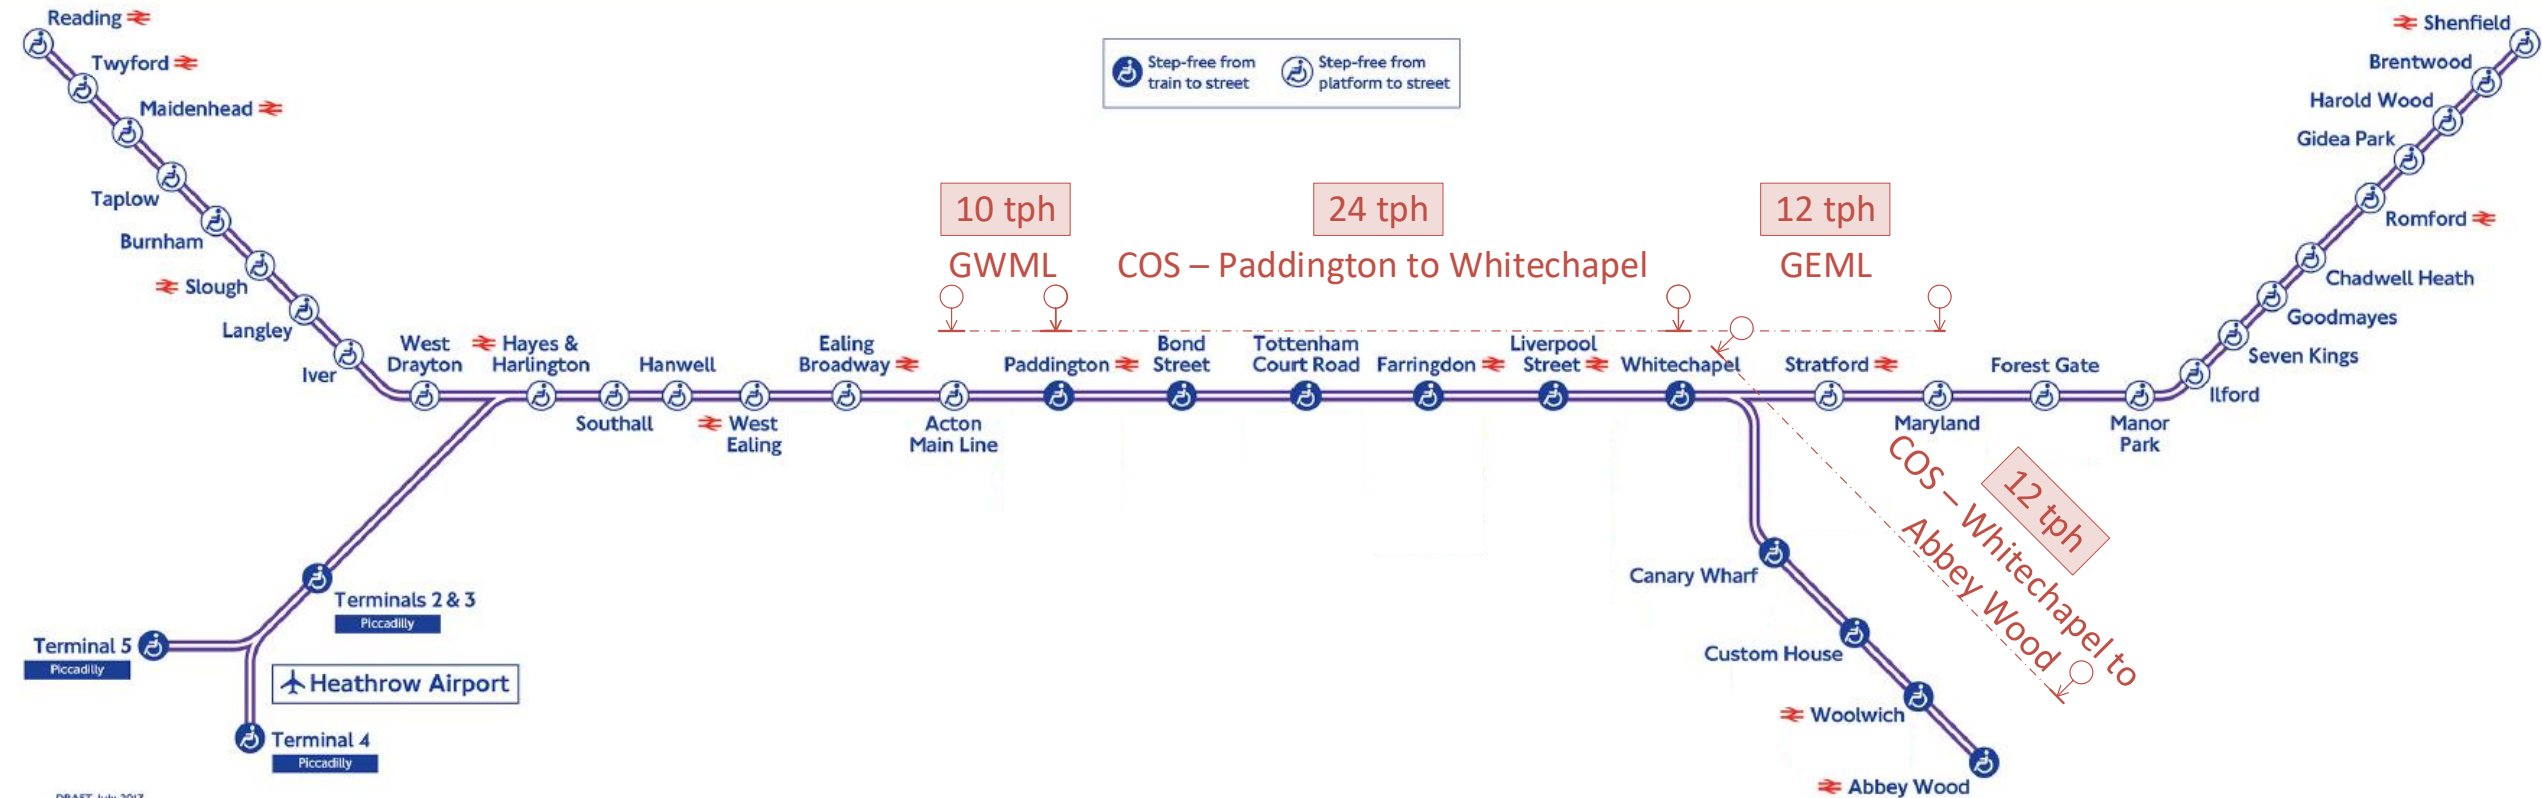 Reading
Twyford
Maidenhead
Taplow
Burnham
Slough
Langley
Iver
West
Drayton
Hayes &
Harlington
Southall
Hanwell
West
Ealing
Ealing
Broadway
Acton
Main Line
Paddington
Bond
Street
Tottenham
Court Road
Farringdon
Liverpool
Street
Whitechapel
Stratford
Maryland
Forest Gate
Manor
Park
Ilford
Seven Kings
Goodmayes
Chadwell Heath
Romford
Gidea Park
Harold Wood
Brentwood
Shenfield
Step-free from
train to street
Step-free from
platform to street
10 tph
GWML
24 tph
COS – Paddington to Whitechapel
12 tph
GEML
12 tph
COS – Whitechapel to
Abbey Wood
Canary Wharf
Custom House
Woolwich
Abbey Wood
Terminals 2 & 3
Piccadilly
Terminal 5
Piccadilly
Heathrow Airport
Terminal 4
Piccadilly
DRAFT July 2013